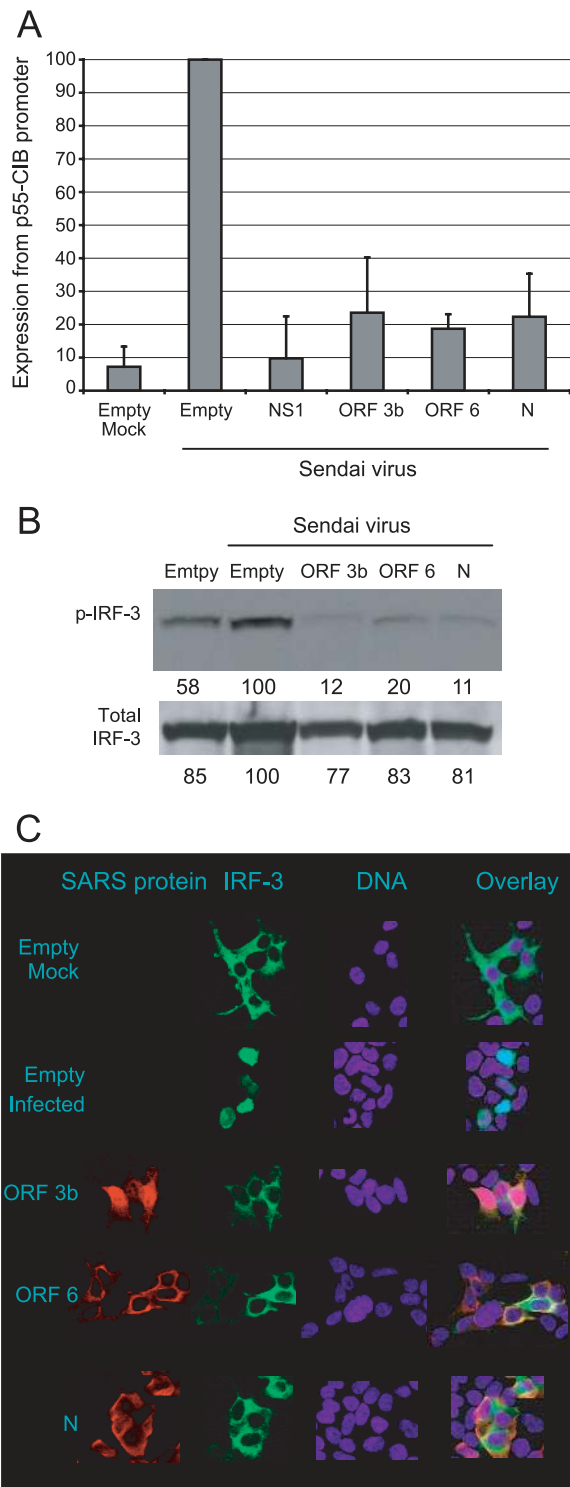 A
Expression from p55-CIB promoter
100
90
80
70
60
50
40
30
20
10
0
Empty Mock
Empty
NS1
ORF 3b
ORF 6
N
Sendai virus
B
Sendai virus
Emtpy Empty ORF 3b ORF 6 N
p-IRF-3
58 100 12 20 11
Total
IRF-3
85 100 77 83 81
C
SARS protein IRF-3 DNA Overlay
Empty
Mock
Empty
Infected
ORF 3b
ORF 6
N